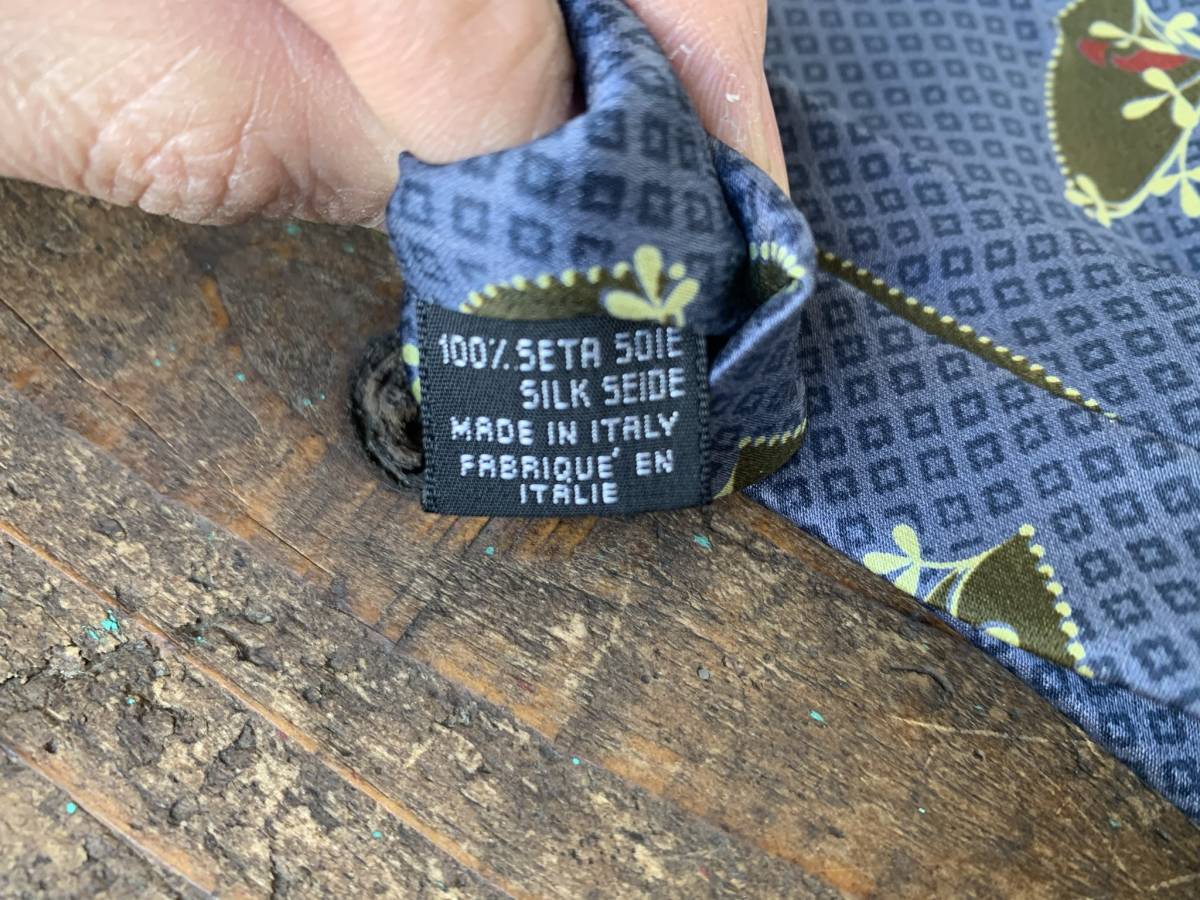 100% SETA SOIE
SILK SEIDE
MADE IN ITALY
FABRIQUE' EN
ITALIE